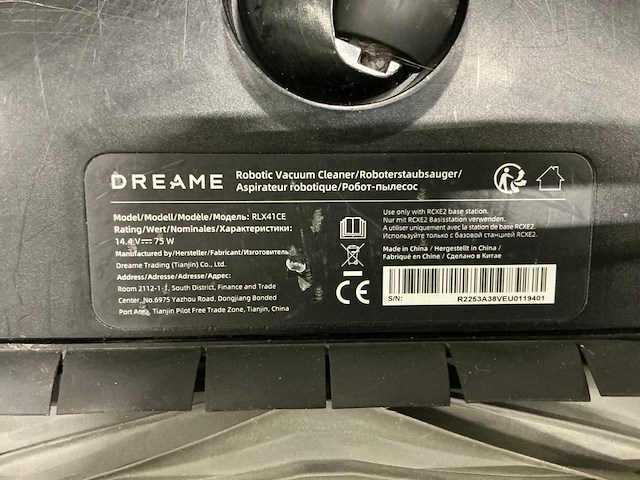 DREAME
Robotic Vacuum Cleaner/Roboterstaubsauger/
Aspirateur robotique/Робот-пылесос
Model/Modell/Modèle/Модель: RLX41CE
Rating/Wert/Nominales/Характеристики:
14.4 V⎓75 W
Manufactured by/Hersteller/Fabricant/Изготовитель
Dreame Trading (Tianjin) Co., Ltd.
Address/Adresse/Adresse/Адрес:
Room 2112-1-1, South District, Finance and Trade
Center, No.6975 Yazhou Road, Dongjiang Bonded
Port Area, Tianjin Pilot Free Trade Zone, Tianjin, China
Use only with RCXE2 base station.
Nur mit RCXE2 Basisstation verwenden.
A utiliser uniquement avec la station de base RCXE2.
Используйте только с базовой станцией RCXE2.
Made in China / Hergestellt in China /
Fabriqué en Chine / Сделано в Китае
CE
S/N: R2253A38VEU0119401